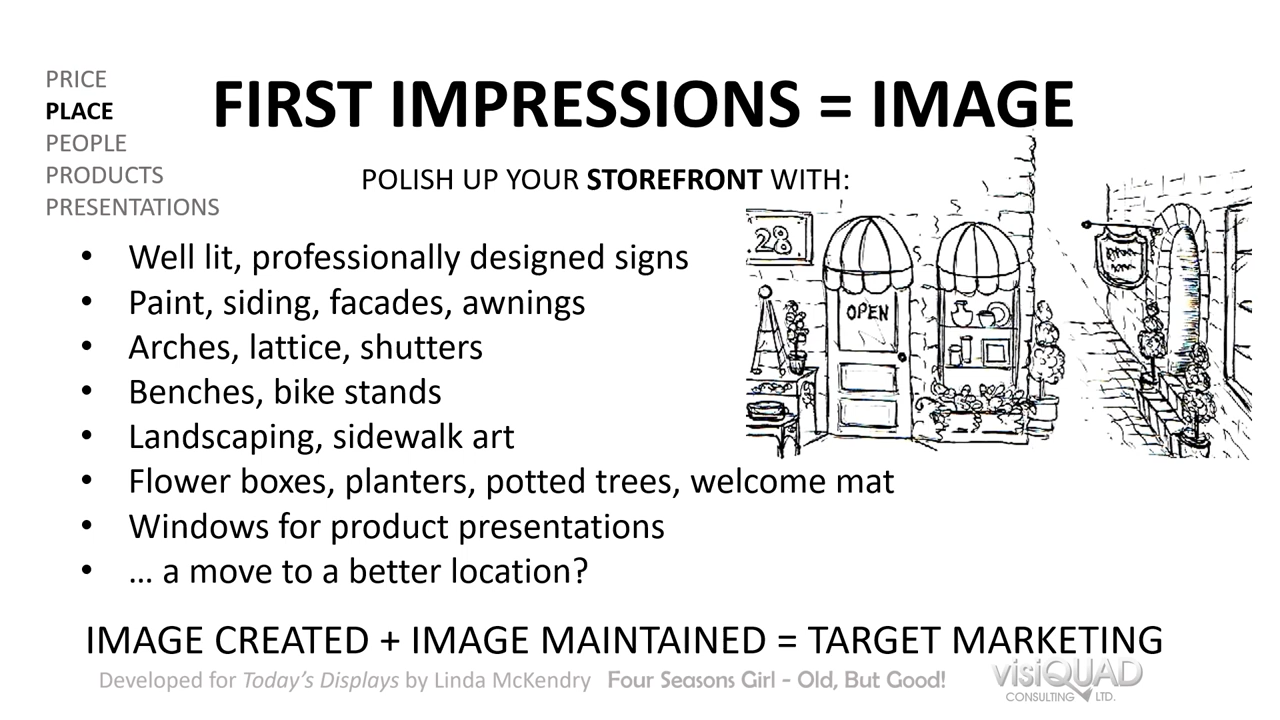 PRICE
PLACE
PEOPLE
PRODUCTS
PRESENTATIONS
FIRST IMPRESSIONS = IMAGE
POLISH UP YOUR STOREFRONT WITH:
• Well lit, professionally designed signs
• Paint, siding, facades, awnings
• Arches, lattice, shutters
• Benches, bike stands
• Landscaping, sidewalk art
• Flower boxes, planters, potted trees, welcome mat
• Windows for product presentations
• ... a move to a better location?
28
OPEN
IMAGE CREATED + IMAGE MAINTAINED = TARGET MARKETING
Developed for Today's Displays by Linda McKendry Four Seasons Girl - Old, But Good!
visiQUAD
CONSULTING LTD.